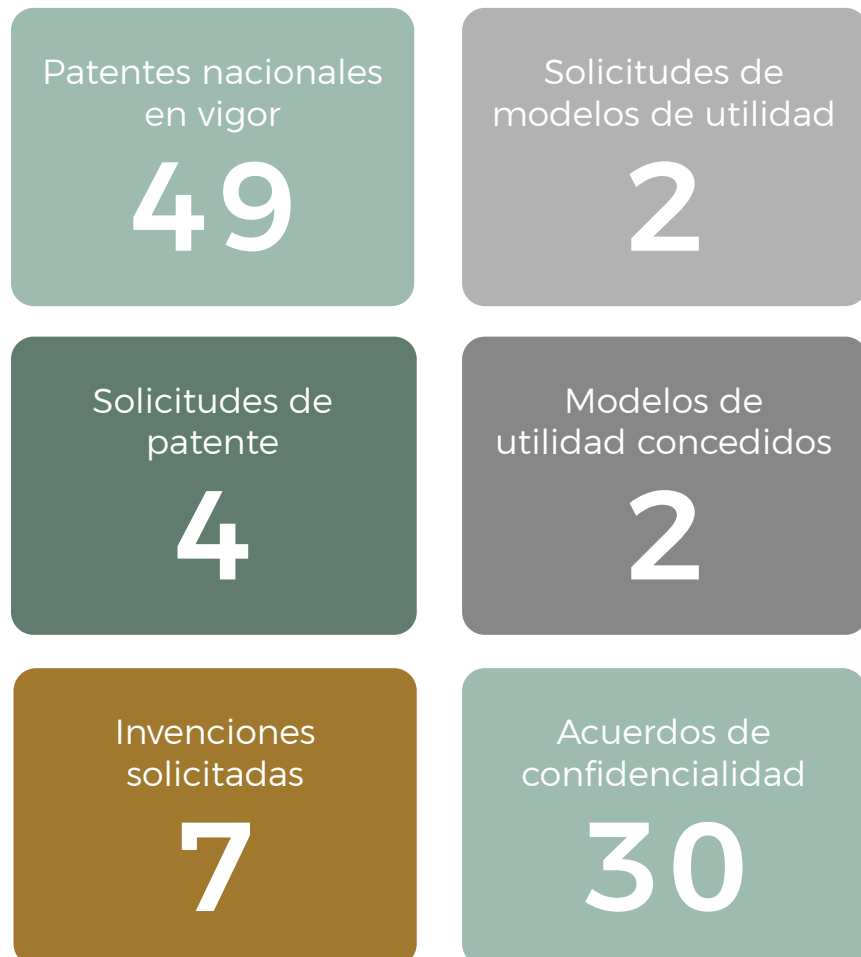 Patentes nacionales
en vigor
49
Solicitudes de
modelos de utilidad
2
Solicitudes de
patente
4
Modelos de
utilidad concedidos
2
Invenciones
solicitadas
7
Acuerdos de
confidencialidad
30